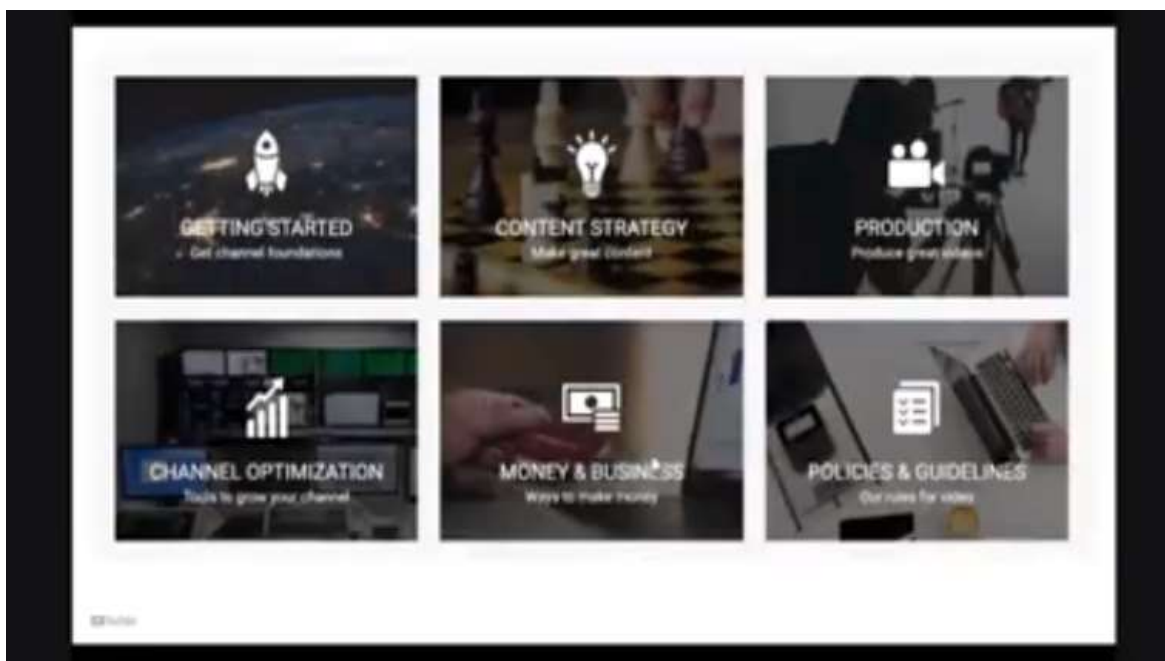 GETTING STARTED
Get channel foundations
CONTENT STRATEGY
Make great content
PRODUCTION
Produce great videos
CHANNEL OPTIMIZATION
Tools to grow your channel
MONEY & BUSINESS
Ways to make money
POLICIES & GUIDELINES
Our rules for video
YouTube